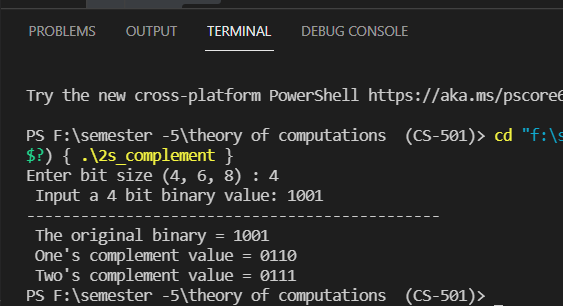 PROBLEMS OUTPUT TERMINAL DEBUG CONSOLE
Try the new cross-platform PowerShell https://aka.ms/pscore6
PS F:\semester -5\theory of computations  (CS-501)> cd "f:\s
$?) { .\2s_complement }
Enter bit size (4, 6, 8) : 4
 Input a 4 bit binary value: 1001
----------------------------------------------
 The original binary = 1001
 One's complement value = 0110
 Two's complement value = 0111
PS F:\semester -5\theory of computations  (CS-501)>